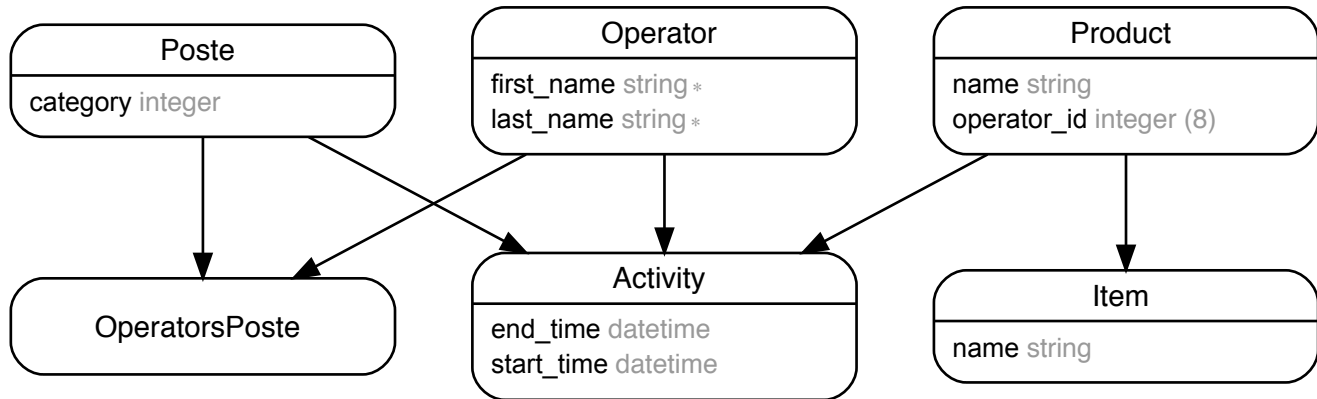 Poste
category integer
Operator
first_name string *
last_name string *
Product
name string
operator_id integer (8)
OperatorsPoste
Activity
end_time datetime
start_time datetime
Item
name string